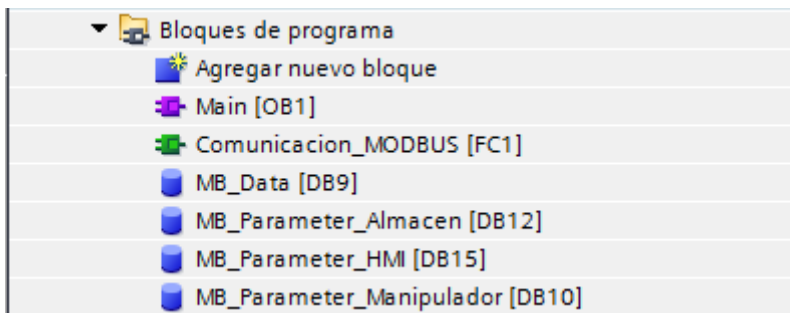 Bloques de programa
Agregar nuevo bloque
Main [OB1]
Comunicacion_MODBUS [FC1]
MB_Data [DB9]
MB_Parameter_Almacen [DB12]
MB_Parameter_HMI [DB15]
MB_Parameter_Manipulador [DB10]